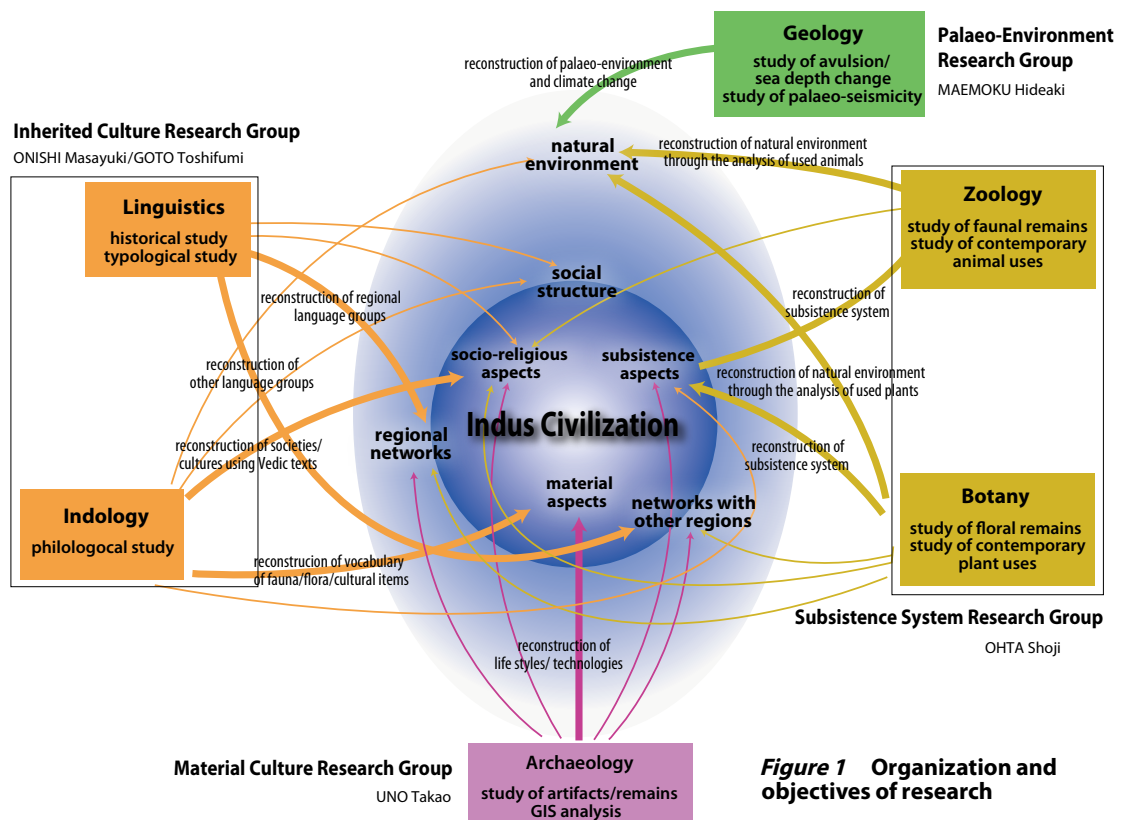 Geology
study of avulsion/
sea depth change
study of palaeo-seismicity
Palaeo-Environment
Research Group
MAEMOKU Hideaki
reconstruction of palaeo-environment
and climate change
Inherited Culture Research Group
ONISHI Masayuki/GOTO Toshifumi
natural
environment
reconstruction of natural environment
through the analysis of used animals
Linguistics
historical study
typological study
Zoology
study of faunal remains
study of contemporary
animal uses
social
structure
reconstruction of regional
language groups
reconstruction of
subsistence system
socio-religious
aspects
subsistence
aspects
reconstruction of
other language groups
reconstruction of natural environment
through the analysis of used plants
Indus Civilization
regional
networks
reconstruction of societies/
cultures using Vedic texts
reconstruction of
subsistence system
material
aspects
networks with
other regions
Indology
philologocal study
Botany
study of floral remains
study of contemporary
plant uses
reconstrucion of vocabulary
of fauna/flora/cultural items
Subsistence System Research Group
OHTA Shoji
reconstruction of
life styles/ technologies
Material Culture Research Group
UNO Takao
Archaeology
study of artifacts/remains
GIS analysis
Figure 1 Organization and
objectives of research